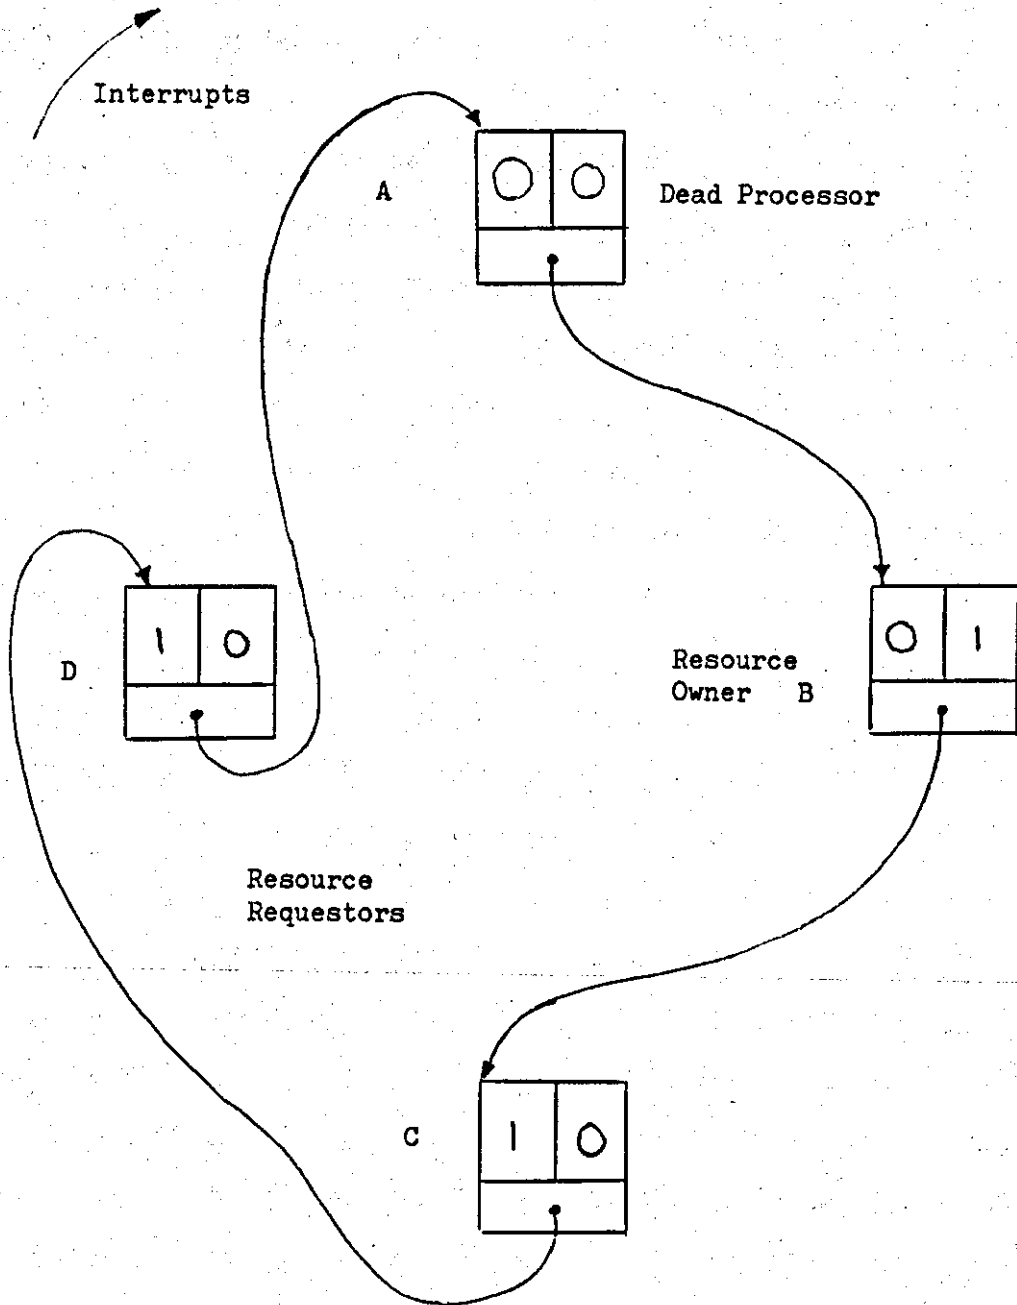 Interrupts
A
0 0
Dead Processor
D
1 0
Resource
Owner B
0 1
Resource
Requestors
C
1 0